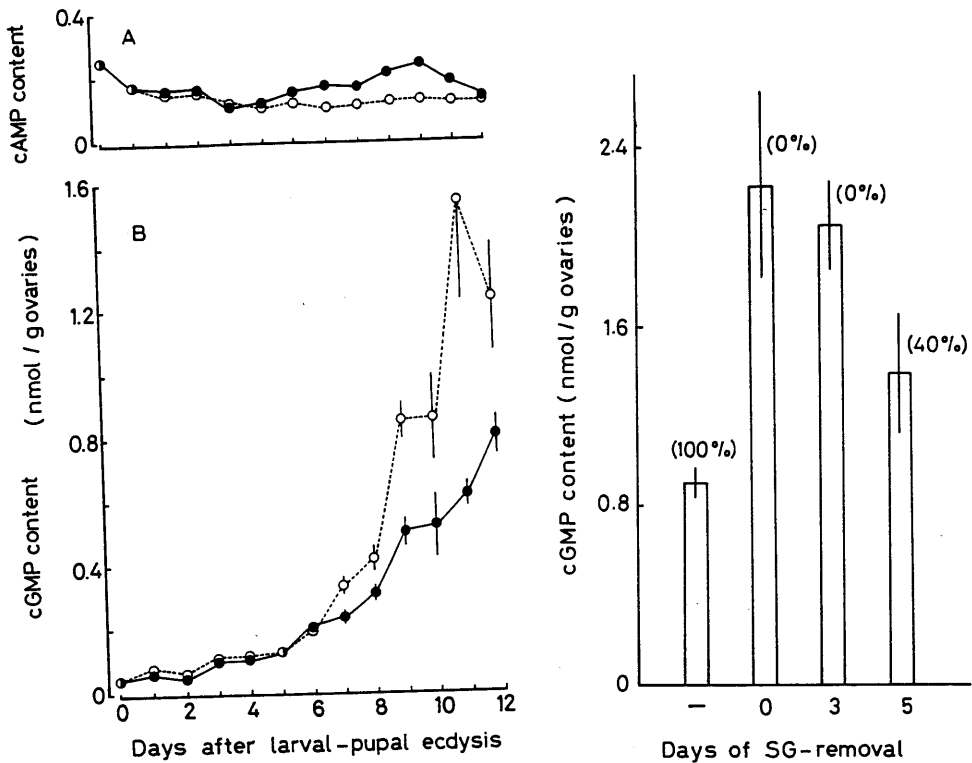 0.4
A
cAMP content
0
1.6
B
(nmol / g ovaries)
1.2
0.8
cGMP content
0.4
0
0 2 4 6 8 10 12
Days after larval-pupal ecdysis
2.4
(0%)
(0%)
cGMP content (nmol/g ovaries)
1.6
(40%)
(100%)
0.8
0
– 0 3 5
Days of SG-removal